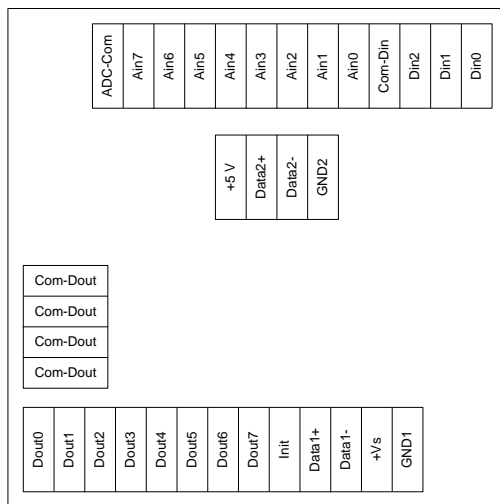 ADC-Com
Ain7
Ain6
Ain5
Ain4
Ain3
Ain2
Ain1
Ain0
Com-Din
Din2
Din1
Din0
+5 V
Data2+
Data2-
GND2
Com-Dout
Com-Dout
Com-Dout
Com-Dout
Dout0
Dout1
Dout2
Dout3
Dout4
Dout5
Dout6
Dout7
Init
Data1+
Data1-
+Vs
GND1